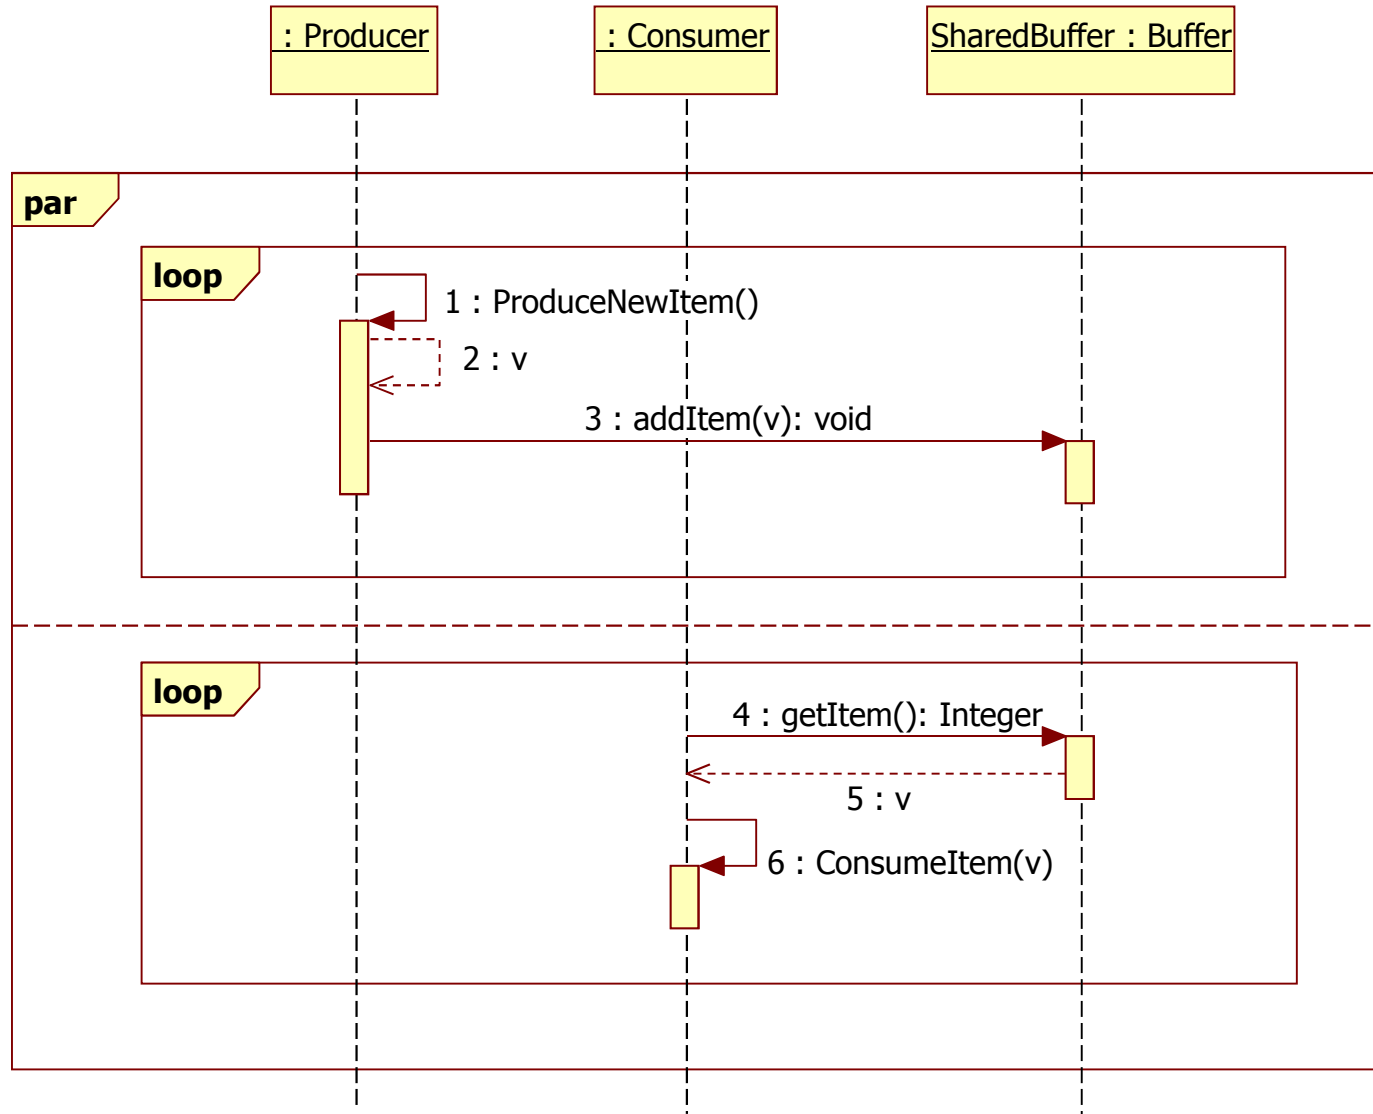 : Producer
: Consumer
SharedBuffer : Buffer
par
loop
1 : ProduceNewItem()
2 : v
3 : addItem(v): void
loop
4 : getItem(): Integer
5 : v
6 : ConsumeItem(v)